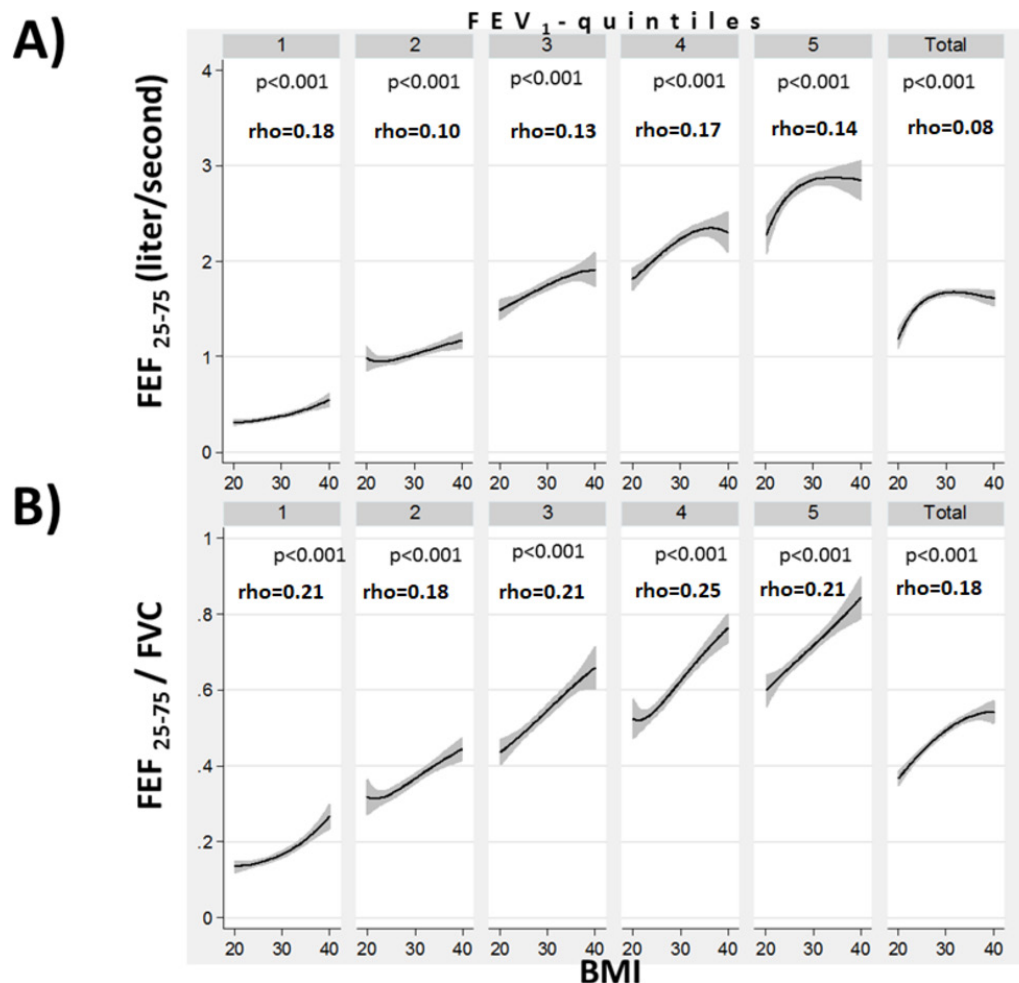 A)
F E V 1 - q u i n t i l e s
1 2 3 4 5 Total
p<0.001 p<0.001 p<0.001 p<0.001 p<0.001 p<0.001
rho=0.18 rho=0.10 rho=0.13 rho=0.17 rho=0.14 rho=0.08
FEF 25-75 (liter/second)
4
3
2
1
0
20 30 40 20 30 40 20 30 40 20 30 40 20 30 40 20 30 40
B)
1 2 3 4 5 Total
p<0.001 p<0.001 p<0.001 p<0.001 p<0.001 p<0.001
rho=0.21 rho=0.18 rho=0.21 rho=0.25 rho=0.21 rho=0.18
FEF 25-75 / FVC
1
.8
.6
.4
.2
0
20 30 40 20 30 40 20 30 40 20 30 40 20 30 40 20 30 40
BMI